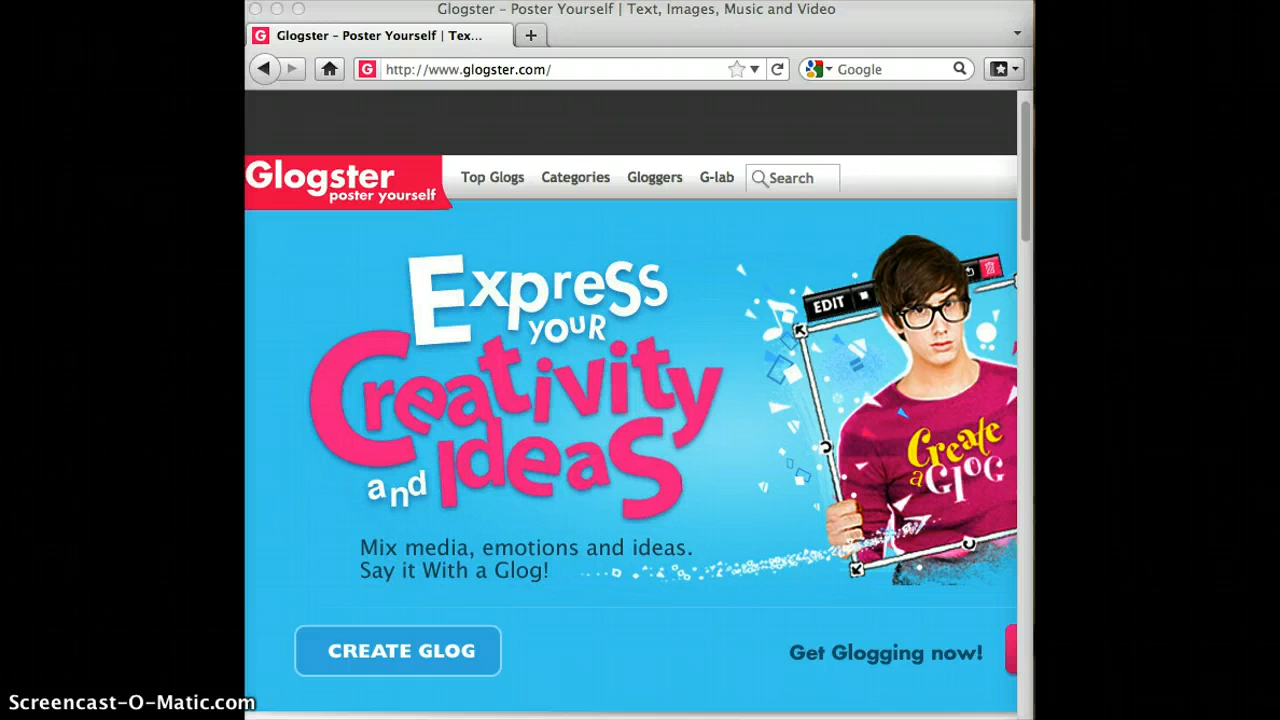 Glogster – Poster Yourself | Text, Images, Music and Video
Glogster – Poster Yourself | Tex...
http://www.glogster.com/
Google
Glogster
poster yourself
Top Glogs
Categories
Gloggers
G-lab
Search
Express
your
Creativity
and Ideas
EDIT
Create
a Glog
Mix media, emotions and ideas.
Say it With a Glog!
CREATE GLOG
Get Glogging now!
Screencast-O-Matic.com